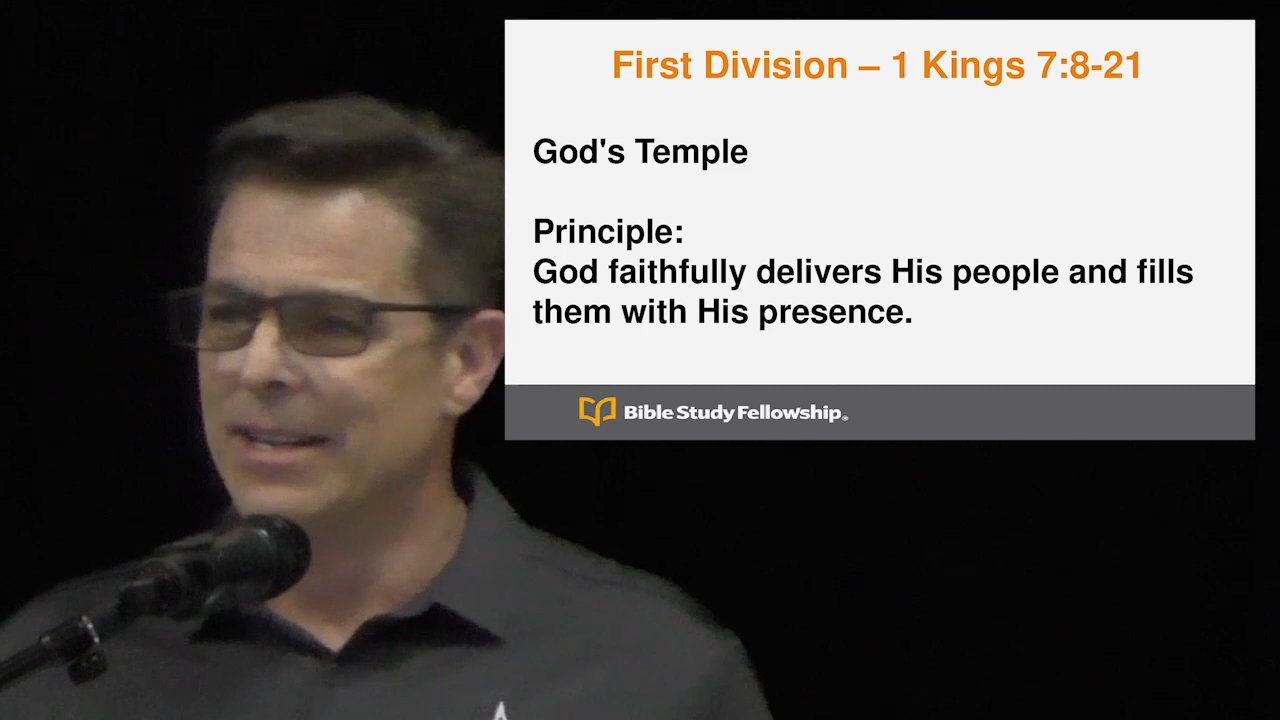 First Division – 1 Kings 7:8-21
God's Temple
Principle:
God faithfully delivers His people and fills
them with His presence.
Bible Study Fellowship®